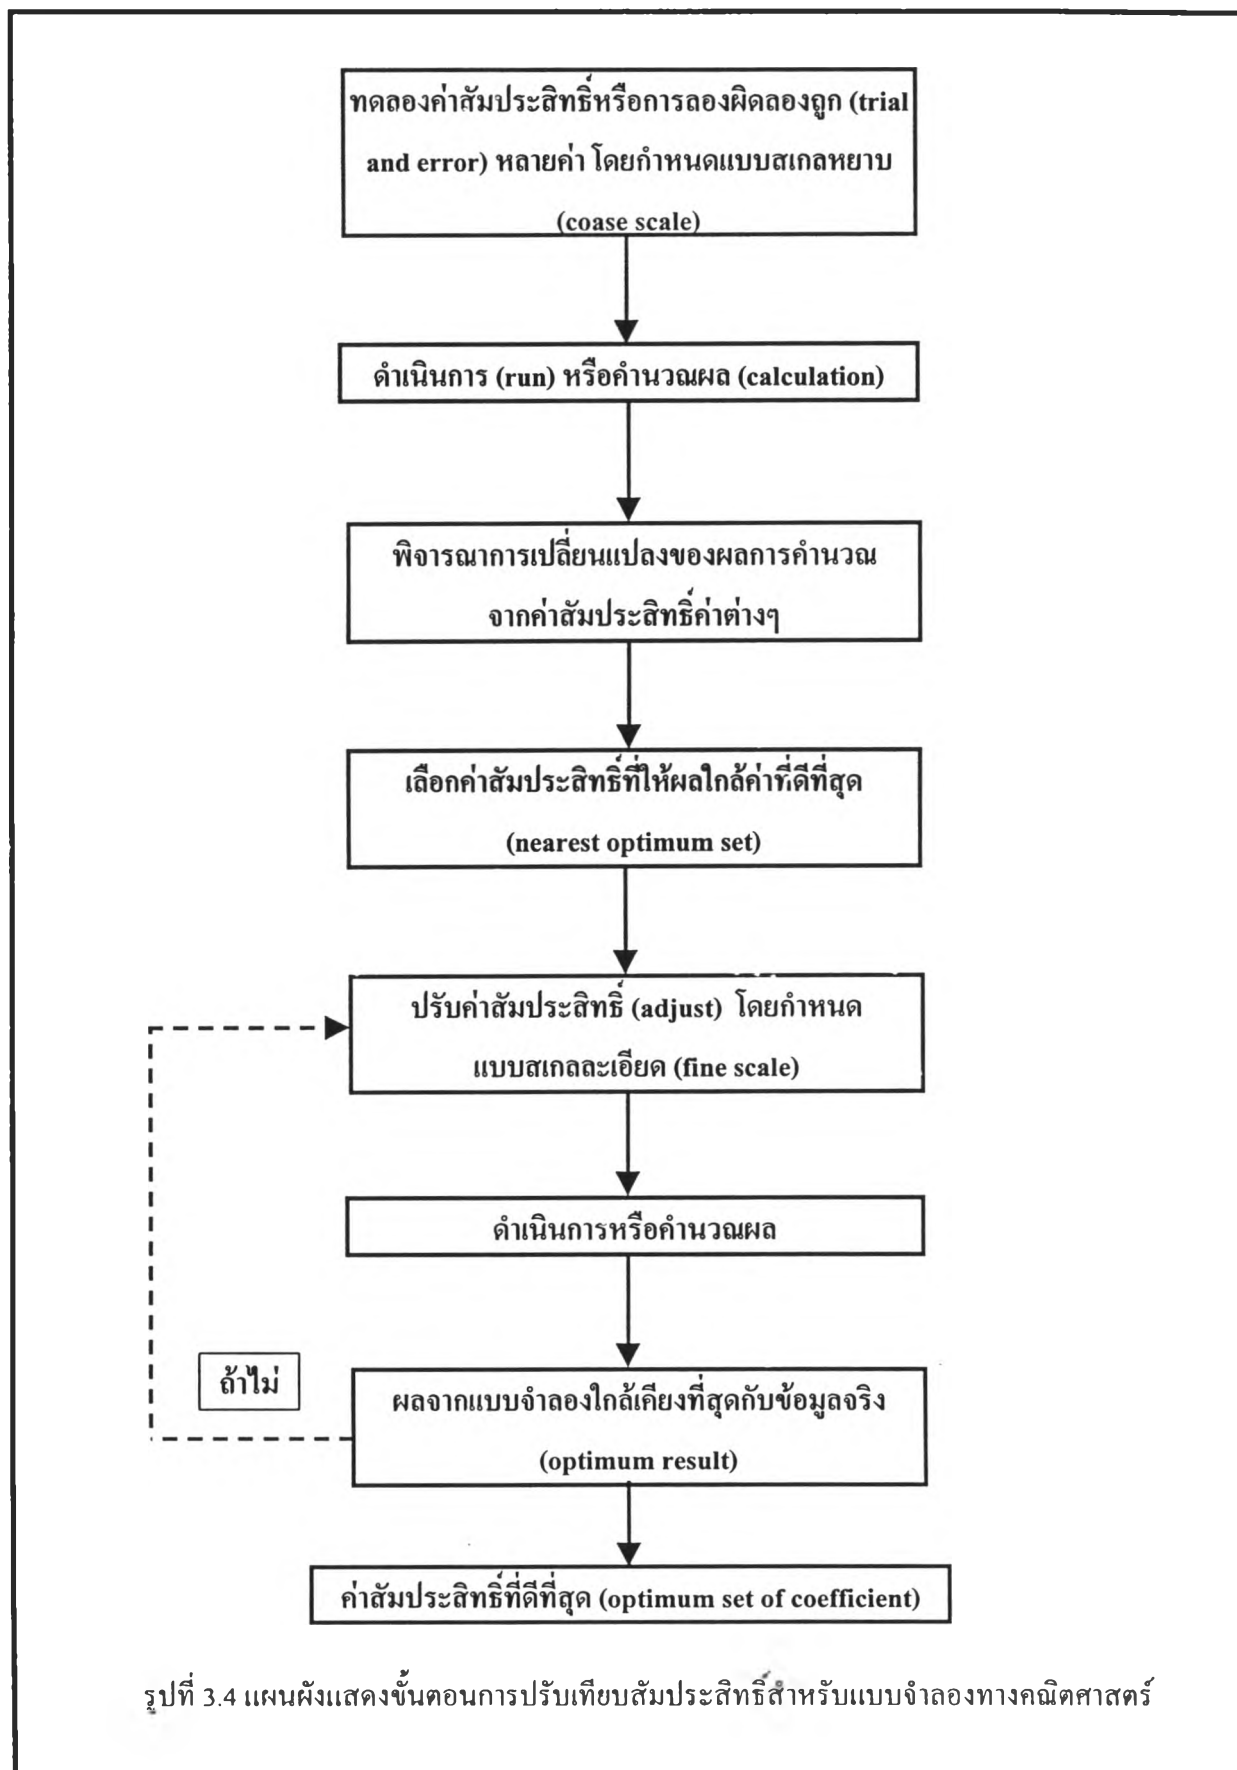 ทดลองค่าสัมประสิทธิ์หรือการลองผิดลองถูก (trial
and error) หลายค่า โดยกำหนดแบบสเกลหยาบ
(coase scale)
ดำเนินการ (run) หรือคำนวณผล (calculation)
พิจารณาการเปลี่ยนแปลงของผลการคำนวณ
จากค่าสัมประสิทธิ์ค่าต่างๆ
เลือกค่าสัมประสิทธิ์ที่ให้ผลใกล้ค่าที่ดีที่สุด
(nearest optimum set)
ปรับค่าสัมประสิทธิ์ (adjust) โดยกำหนด
แบบสเกลละเอียด (fine scale)
ดำเนินการหรือคำนวณผล
ถ้าไม่
ผลจากแบบจำลองใกล้เคียงที่สุดกับข้อมูลจริง
(optimum result)
ค่าสัมประสิทธิ์ที่ดีที่สุด (optimum set of coefficient)
รูปที่ 3.4 แผนผังแสดงขั้นตอนการปรับเทียบสัมประสิทธิ์สำหรับแบบจำลองทางคณิตศาสตร์